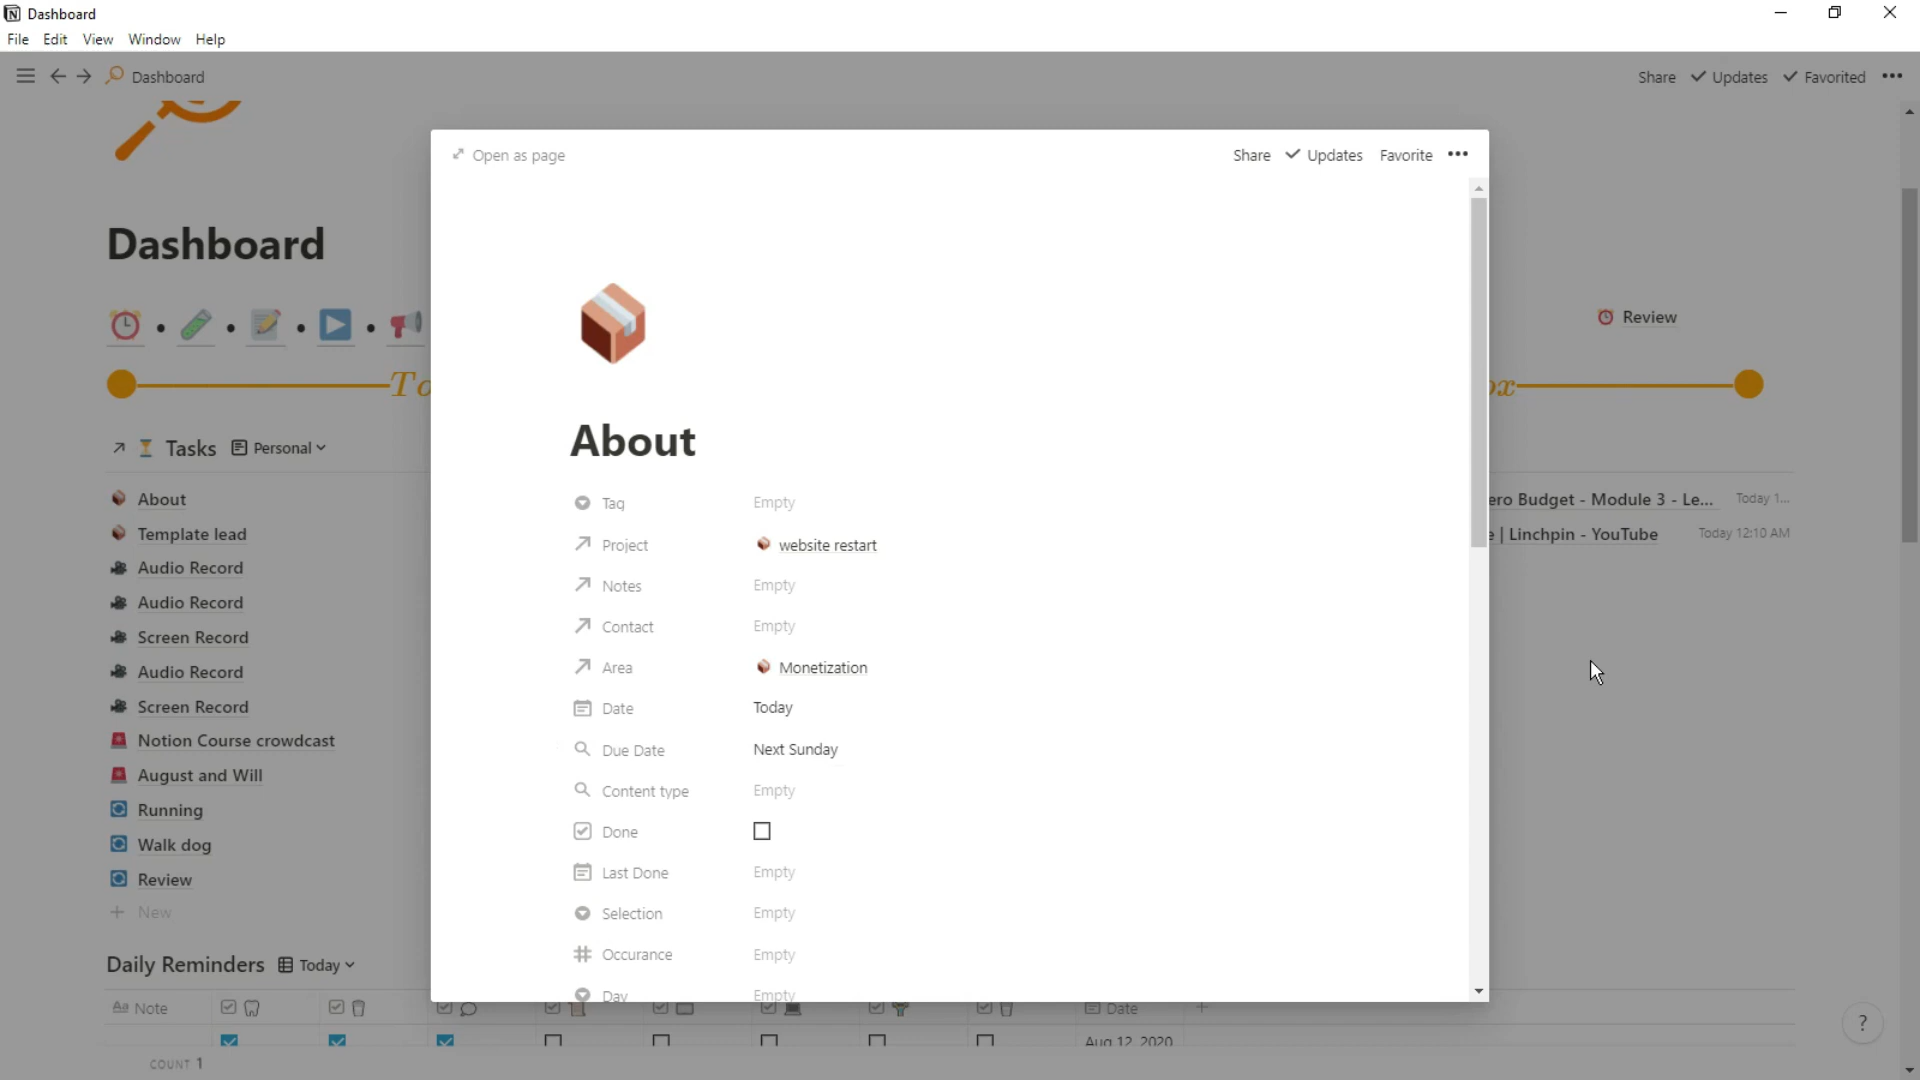 Dashboard
File Edit View Window Help
Dashboard
Share Updates Favorited
Open as page
Share Updates Favorite
Dashboard
Review
Tasks Personal
About
Template lead
Audio Record
Audio Record
Screen Record
Audio Record
Screen Record
Notion Course crowdcast
August and Will
Running
Walk dog
Review
New
About
Tag Empty
Project website restart
Notes Empty
Contact Empty
Area Monetization
Date Today
Due Date Next Sunday
Content type Empty
Done
Last Done Empty
Selection Empty
Occurance Empty
Day Empty
Budget - Module 3 - Le... Today 1...
| Linchpin - YouTube Today 12:10 AM
Daily Reminders Today
Aa Note Date
Aug 12, 2020
COUNT 1
?